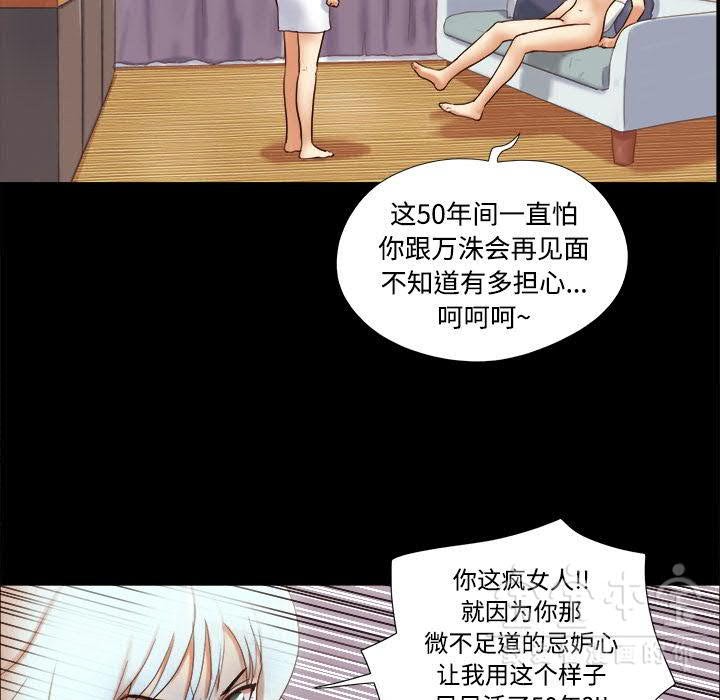 这50年间一直怕
你跟万洙会再见面
不知道有多担心...
呵呵呵~
你这疯女人!!
就因为你那
微不足道的忌妒心
让我用这个样子